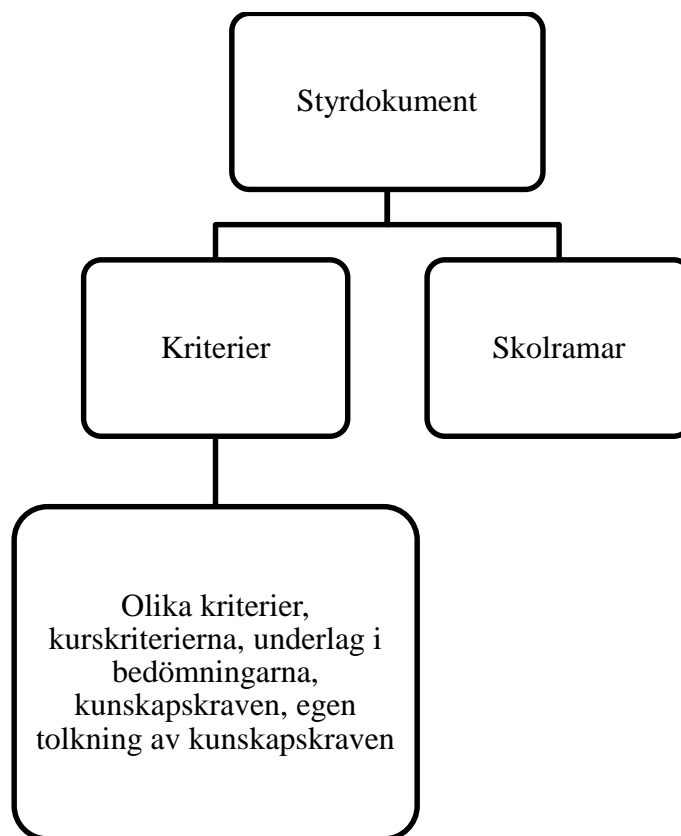 Styrdokument
Kriterier
Skolramar
Olika kriterier,
kurskriterierna, underlag i
bedömningarna,
kunskapskraven, egen
tolkning av kunskapskraven